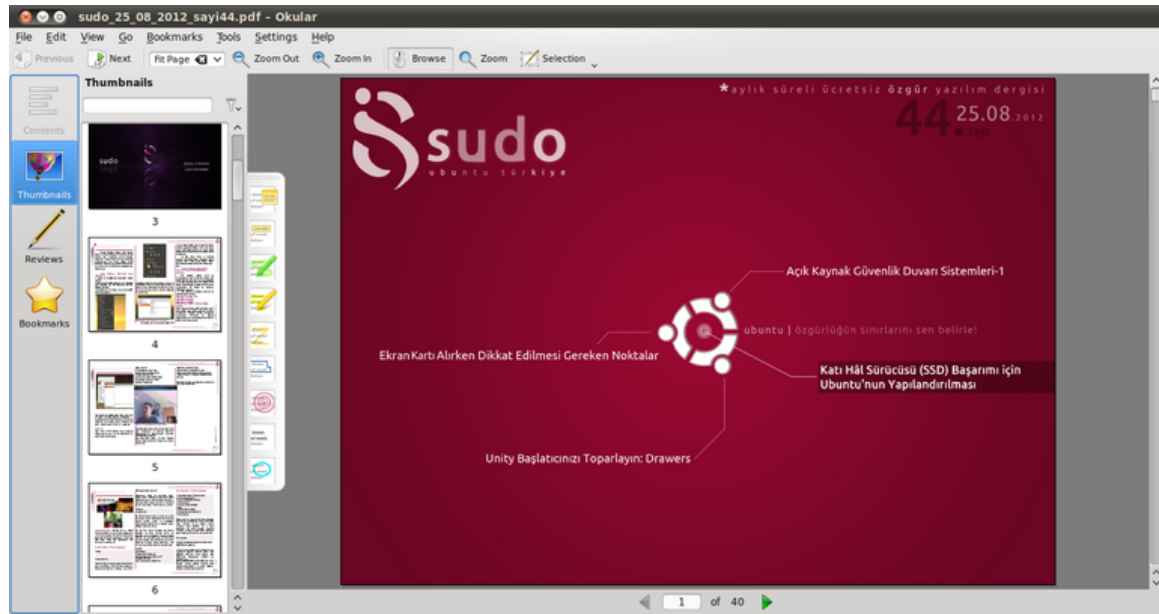 sudo_25_08_2012_sayi44.pdf – Okular
File Edit View Go Bookmarks Tools Settings Help
Previous Next Fit Page Zoom Out Zoom In Browse Zoom Selection
Contents
Thumbnails
Reviews
Bookmarks
Thumbnails
sudo
3
4
5
6
sudo
ubuntu türkiye
*aylık süreli ücretsiz özgür yazılım dergisi
44. sayı
25.08.2012
Açık Kaynak Güvenlik Duvarı Sistemleri-1
ubuntu | özgürlüğün sınırlarını sen belirle!
Ekran Kartı Alırken Dikkat Edilmesi Gereken Noktalar
Katı Hâl Sürücüsü (SSD) Başarımı için
Ubuntu'nun Yapılandırılması
Unity Başlatıcınızı Toparlayın: Drawers
1 of 40